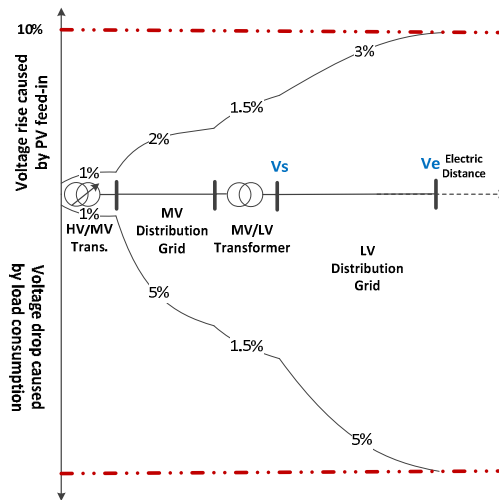 10%
Voltage rise caused
by PV feed-in
3%
1.5%
2%
1%
Vs
Ve
Electric
Distance
1%
HV/MV
Trans.
MV
Distribution
Grid
MV/LV
Transformer
LV
Distribution
Grid
Voltage drop caused
by load consumption
5%
1.5%
5%